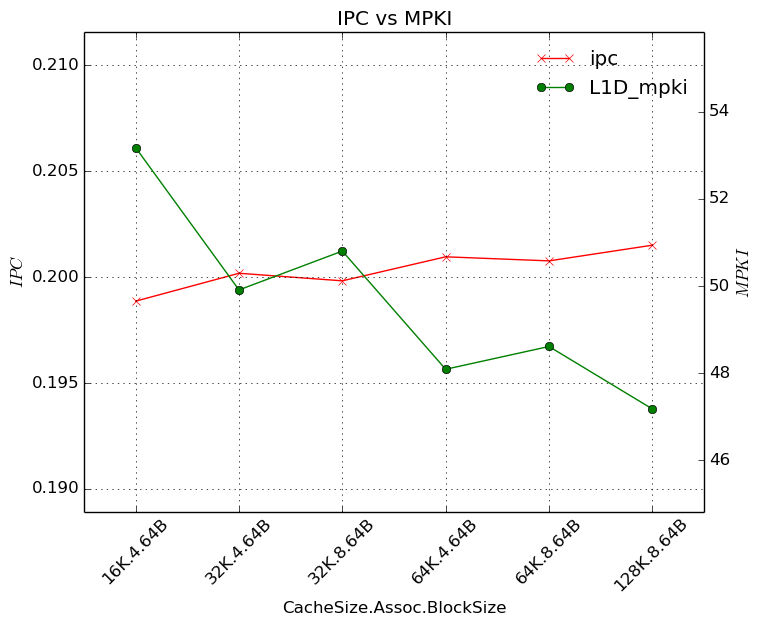 IPC vs MPKI
ipc
L1D_mpki
0.210
0.205
0.200
0.195
0.190
IPC
54
52
50
48
46
MPKI
16K.4.64B
32K.4.64B
32K.8.64B
64K.4.64B
64K.8.64B
128K.8.64B
CacheSize.Assoc.BlockSize